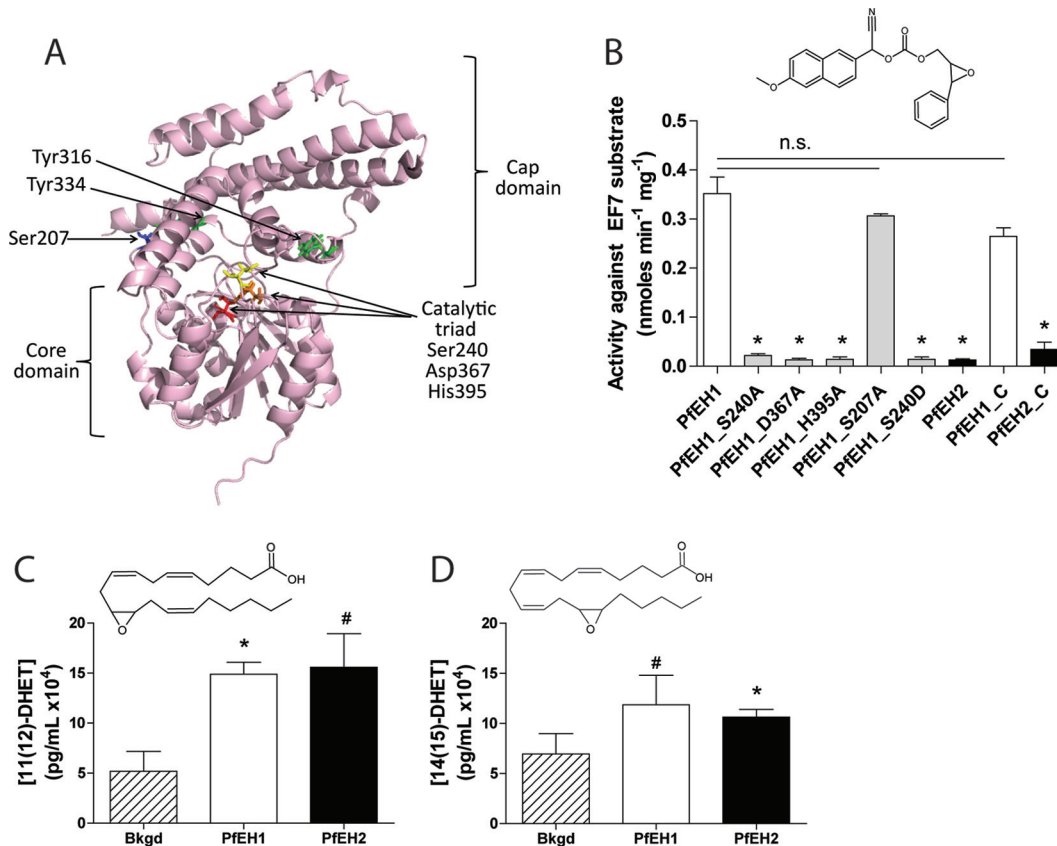 A
Tyr316
Tyr334
Ser207
Cap
domain
Core
domain
Catalytic
triad
Ser240
Asp367
His395
B
N
O
O
O
O
O
n.s.
Activity against EF7 substrate
(nmoles min-1 mg-1)
0.5
0.4
0.3
0.2
0.1
0.0
* * * * * *
PfEH1
PfEH1_S240A
PfEH1_D367A
PfEH1_H395A
PfEH1_S207A
PfEH1_S240D
PfEH2
PfEH1_C
PfEH2_C
C
O
OH
O
[11(12)-DHET]
(pg/mL x10⁴)
20
15
10
5
0
*
#
Bkgd PfEH1 PfEH2
D
O
OH
O
[14(15)-DHET]
(pg/mL x10⁴)
20
15
10
5
0
#
*
Bkgd PfEH1 PfEH2